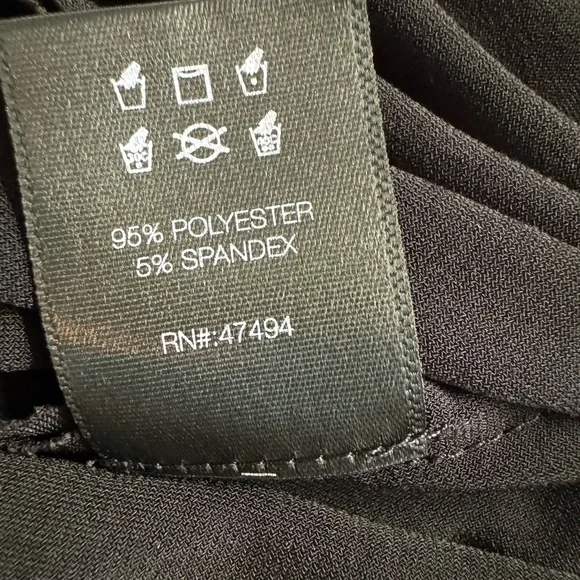 95% POLYESTER
5% SPANDEX
RN#:47494